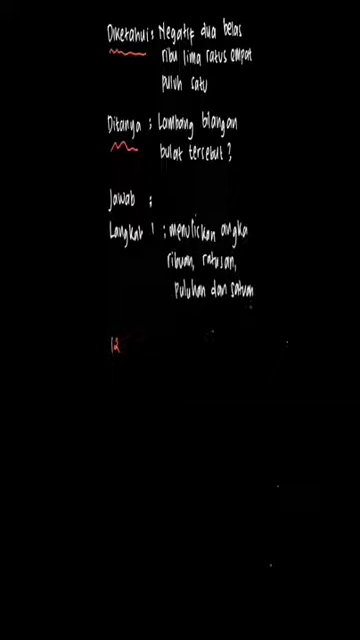 Diketahui : Negatif dua belas
ribu lima ratus empat
puluh satu
Ditanya : Lambang bilangan
bulat tersebut ?
Jawab :
Langkah 1 : menuliskan angka
ribuan, ratusan,
puluhan dan satuan
12